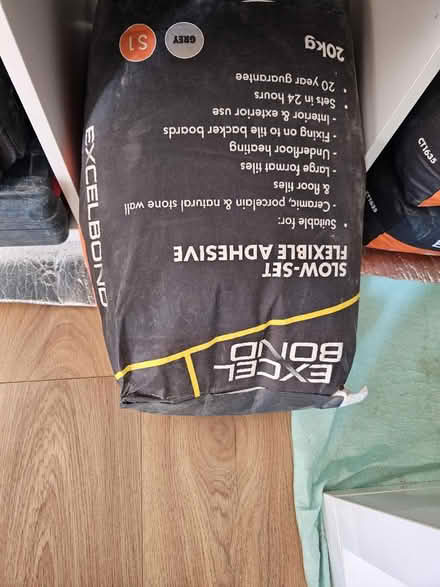 EXCEL
BOND
SLOW-SET
FLEXIBLE ADHESIVE
• Suitable for:
- Ceramic, porcelain & natural stone wall
& floor tiles
- Large format tiles
- Underfloor heating
- Fixing on to tile backer boards
- Interior & exterior use
• Sets in 24 hours
• 20 year guarantee
20kg
GREY
S1
EXCELBOND
CT1635
CT1635